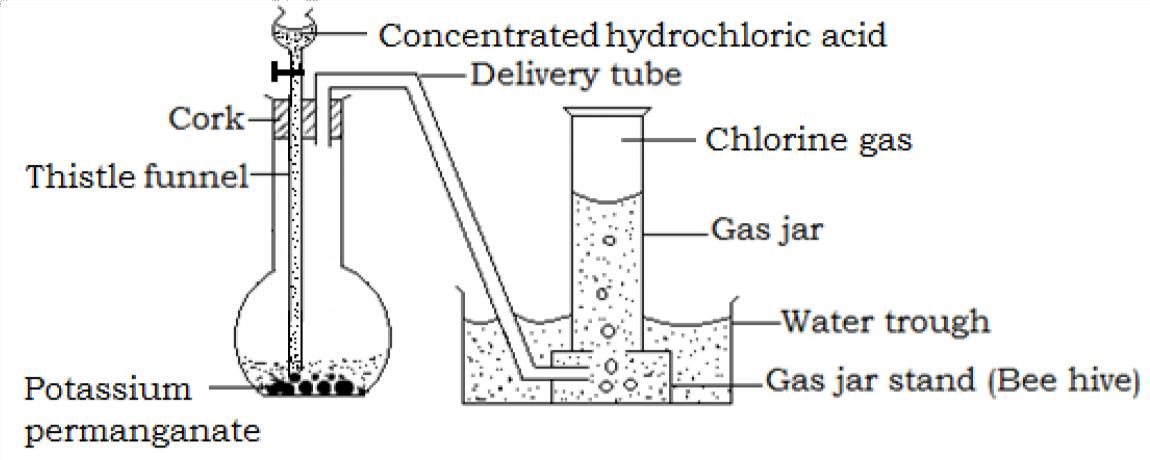 Concentrated hydrochloric acid
Delivery tube
Cork
Chlorine gas
Thistle funnel
Gas jar
Water trough
Potassium
permanganate
Gas jar stand (Bee hive)